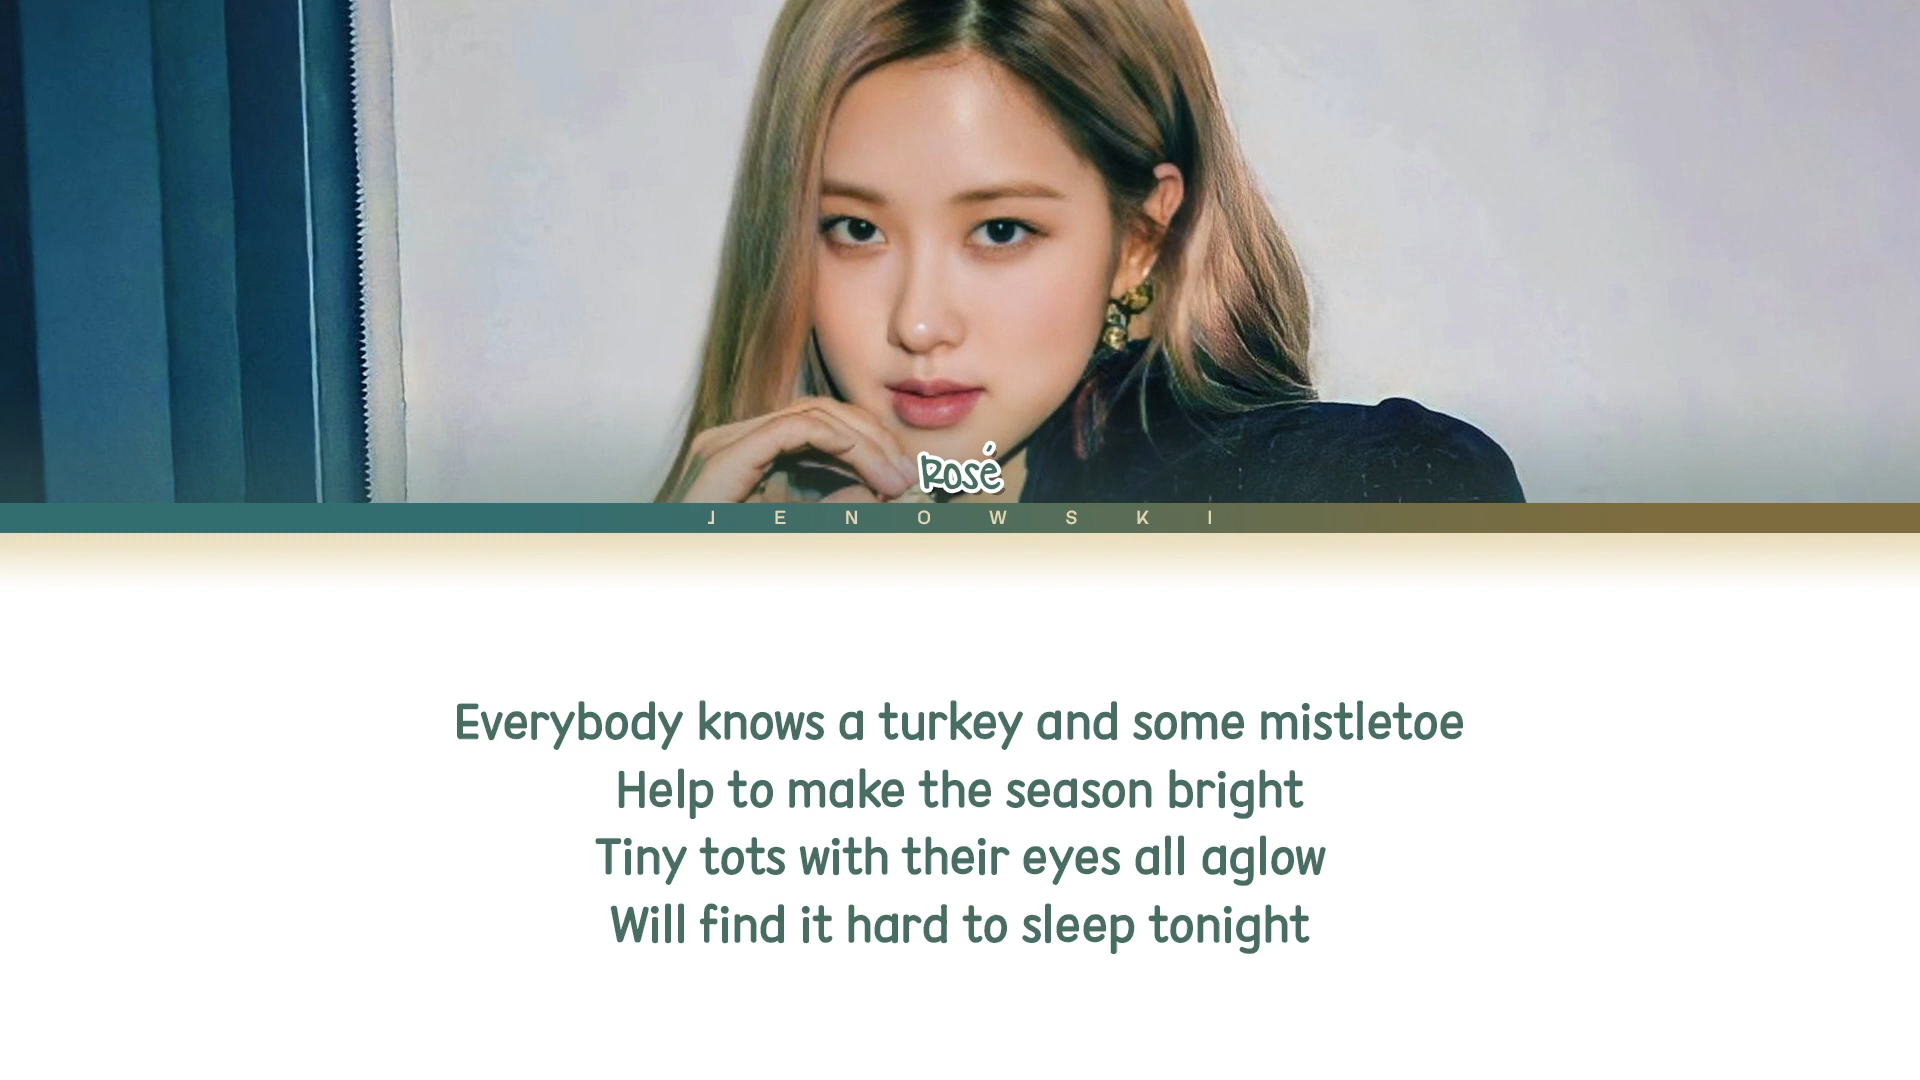 Rosé
JENOWSKI
Everybody knows a turkey and some mistletoe
Help to make the season bright
Tiny tots with their eyes all aglow
Will find it hard to sleep tonight